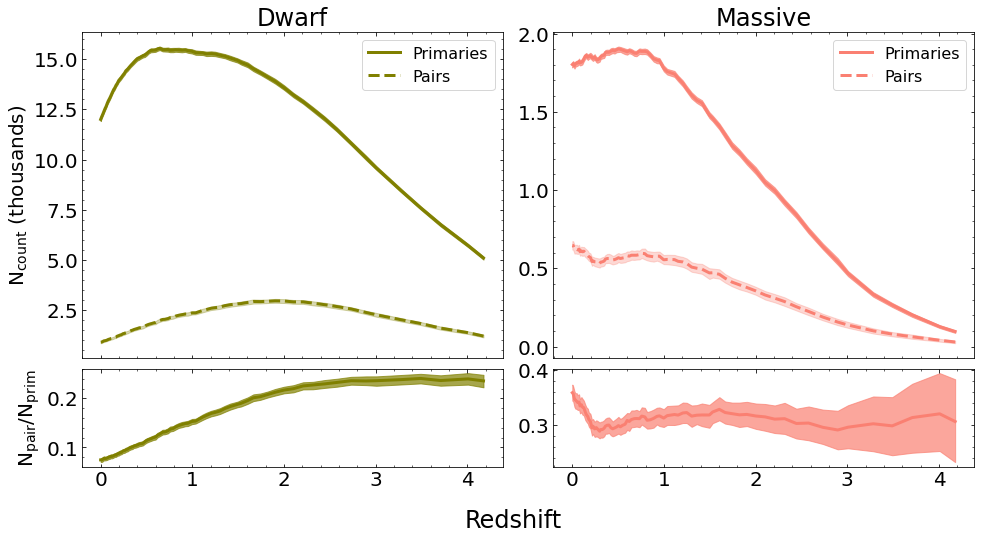 Dwarf
Massive
N_count (thousands)
15.0
12.5
10.0
7.5
5.0
2.5
Primaries
Pairs
2.0
1.5
1.0
0.5
0.0
Primaries
Pairs
N_pair/N_prim
0.2
0.1
0 1 2 3 4
0.4
0.3
0 1 2 3 4
Redshift